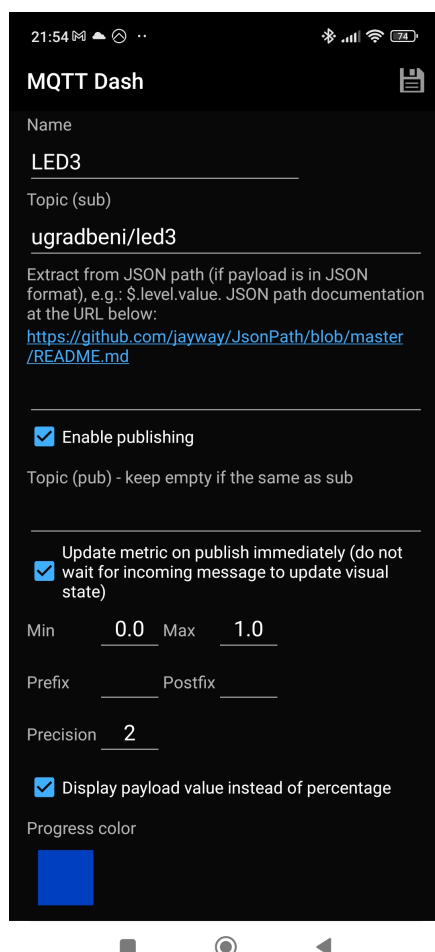 21:54
74
MQTT Dash
Name
LED3
Topic (sub)
ugradbeni/led3
Extract from JSON path (if payload is in JSON
format), e.g.: $.level.value. JSON path documentation
at the URL below:
https://github.com/jayway/JsonPath/blob/master
/README.md
Enable publishing
Topic (pub) - keep empty if the same as sub
Update metric on publish immediately (do not
wait for incoming message to update visual
state)
Min 0.0 Max 1.0
Prefix Postfix
Precision 2
Display payload value instead of percentage
Progress color